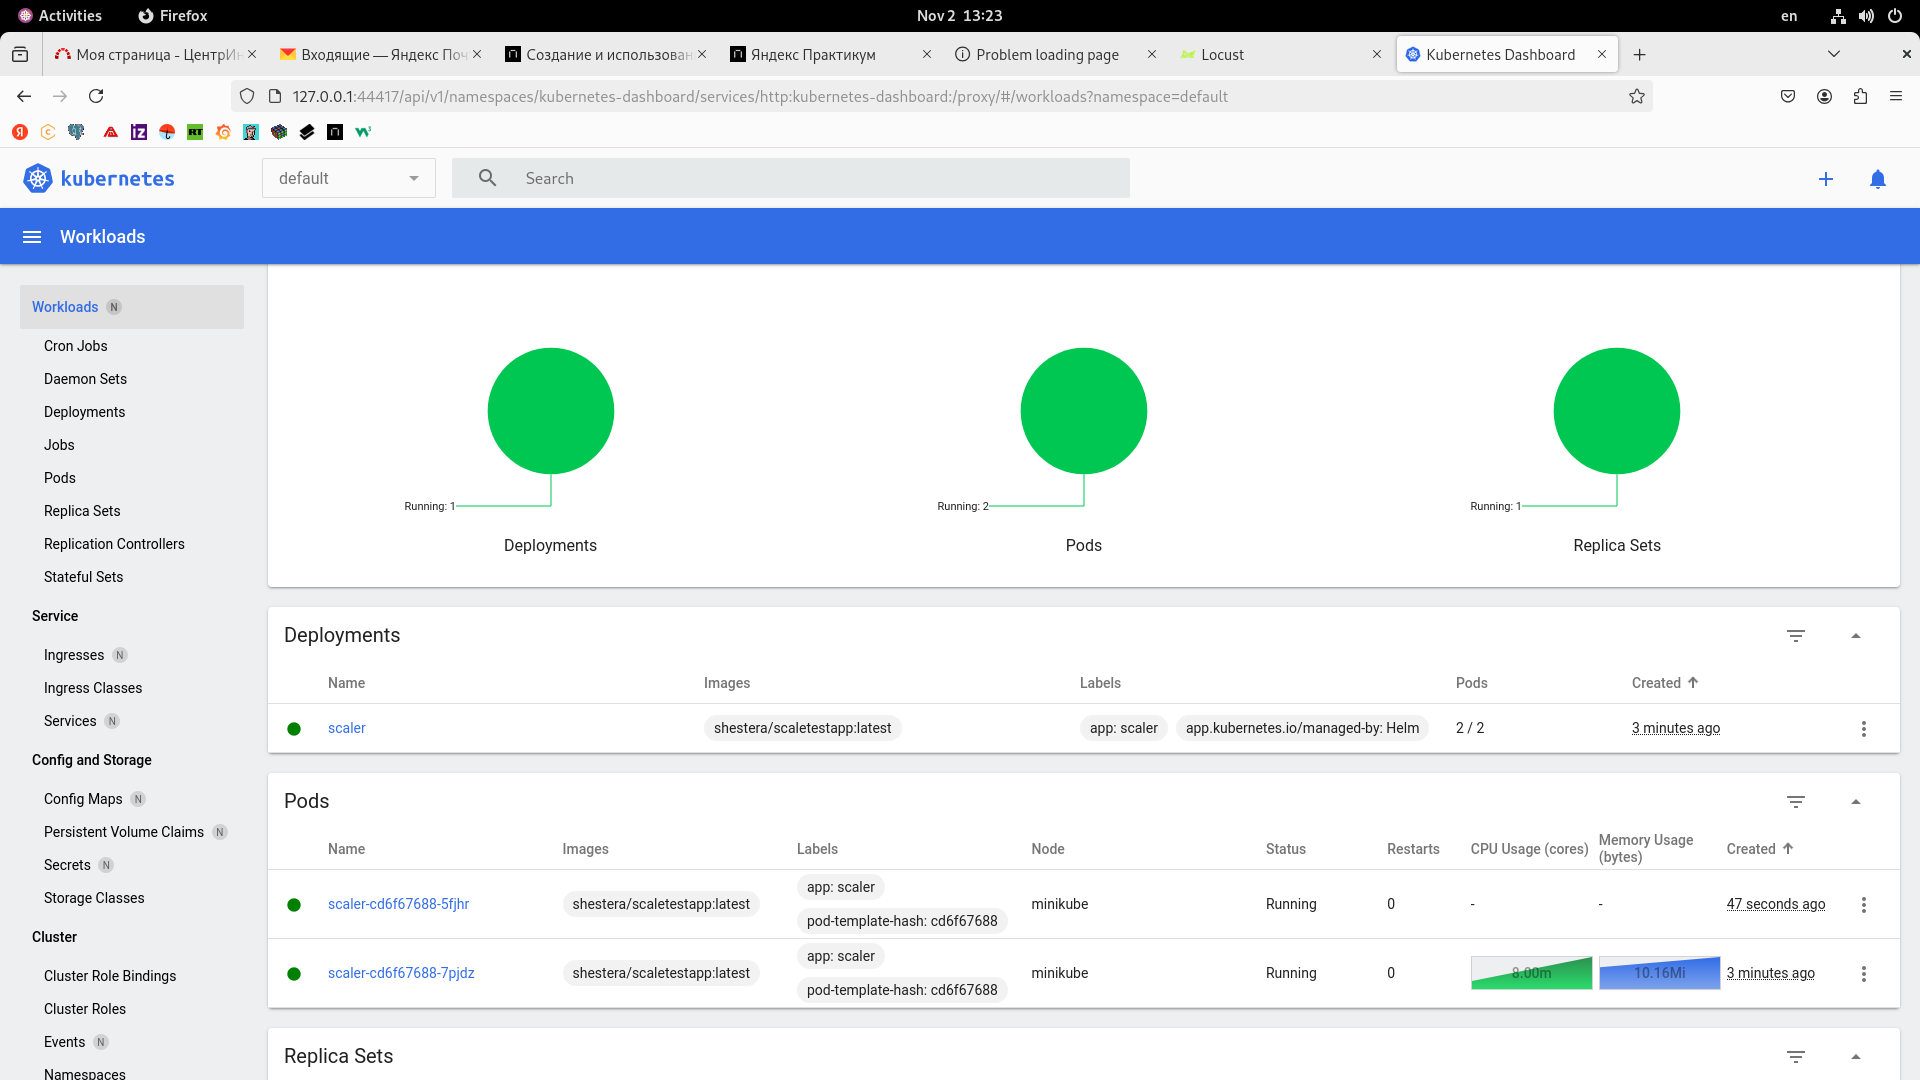 Activities
Firefox
Nov 2 13:23
en
Моя страница - ЦентрИн
Входящие — Яндекс Поч
Создание и использован
Яндекс Практикум
Problem loading page
Locust
Kubernetes Dashboard
127.0.0.1:44417/api/v1/namespaces/kubernetes-dashboard/services/http:kubernetes-dashboard:/proxy/#/workloads?namespace=default
kubernetes
default
Search
Workloads
Workloads N
Cron Jobs
Daemon Sets
Deployments
Jobs
Pods
Replica Sets
Replication Controllers
Stateful Sets
Service
Ingresses N
Ingress Classes
Services N
Config and Storage
Config Maps N
Persistent Volume Claims N
Secrets N
Storage Classes
Cluster
Cluster Role Bindings
Cluster Roles
Events N
Namespaces
Running: 1
Deployments
Running: 2
Pods
Running: 1
Replica Sets
Deployments
Name Images Labels Pods Created
scaler shestera/scaletestapp:latest app: scaler app.kubernetes.io/managed-by: Helm 2 / 2 3 minutes ago
Pods
Name Images Labels Node Status Restarts CPU Usage (cores) Memory Usage (bytes) Created
scaler-cd6f67688-5fjhr shestera/scaletestapp:latest app: scaler pod-template-hash: cd6f67688 minikube Running 0 - - 47 seconds ago
scaler-cd6f67688-7pjdz shestera/scaletestapp:latest app: scaler pod-template-hash: cd6f67688 minikube Running 0 8.00m 10.16Mi 3 minutes ago
Replica Sets